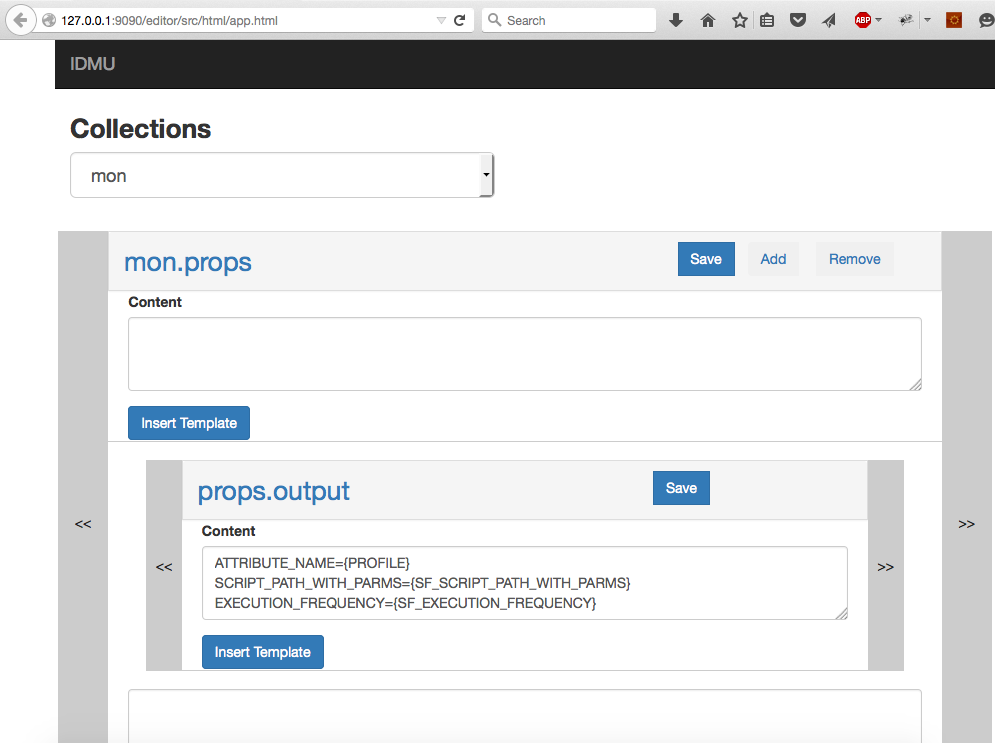 127.0.0.1:9090/editor/src/html/app.html
Search
ABP
IDMU
Collections
mon
mon.props
Save
Add
Remove
Content
Insert Template
<<
>>
props.output
Save
Content
<<
>>
ATTRIBUTE_NAME={PROFILE}
SCRIPT_PATH_WITH_PARMS={SF_SCRIPT_PATH_WITH_PARMS}
EXECUTION_FREQUENCY={SF_EXECUTION_FREQUENCY}
Insert Template